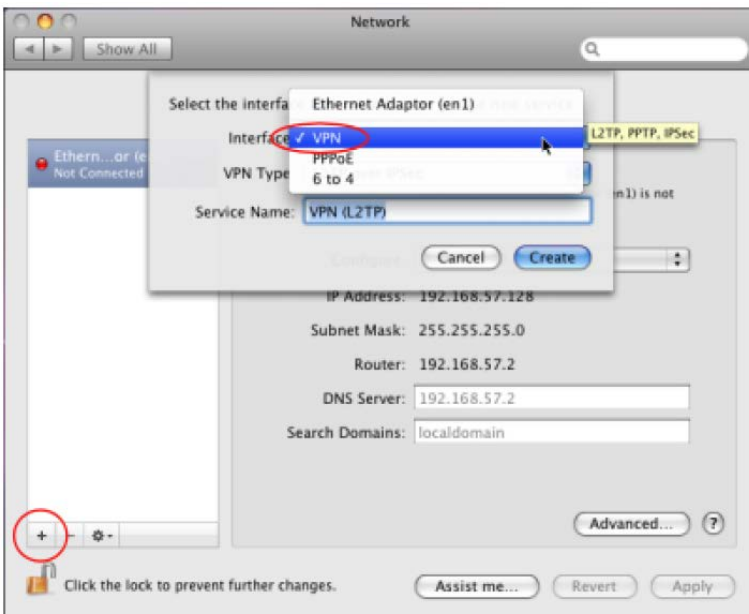 Network
Show All
Select the interfa
Ethernet Adaptor (en1)
Interface
✓ VPN
L2TP, PPTP, IPSec
PPPoE
6 to 4
Ethern...or (e
Not Connected
VPN Type
en1) is not
Service Name: VPN (L2TP)
Cancel
Create
IP Address: 192.168.57.128
Subnet Mask: 255.255.255.0
Router: 192.168.57.2
DNS Server: 192.168.57.2
Search Domains: localdomain
Advanced...
?
+ -
Click the lock to prevent further changes.
Assist me...
Revert
Apply